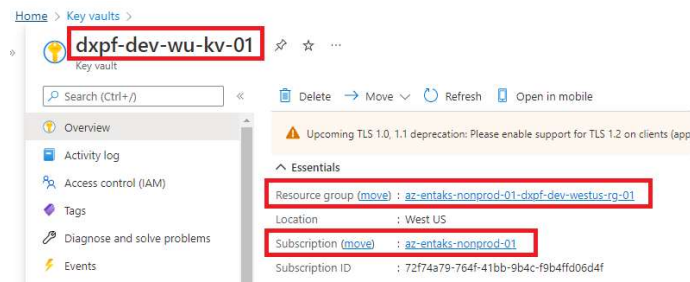 Home > Key vaults >
dxpf-dev-wu-kv-01
Key vault
Search (Ctrl+/)
Delete Move Refresh Open in mobile
Overview
Upcoming TLS 1.0, 1.1 deprecation: Please enable support for TLS 1.2 on clients (app
Activity log
Essentials
Access control (IAM)
Resource group (move) : az-entaks-nonprod-01-dxpf-dev-westus-rg-01
Tags
Location : West US
Diagnose and solve problems
Subscription (move) : az-entaks-nonprod-01
Events
Subscription ID : 72f74a79-764f-41bb-9b4c-f9b4ffd06d4f